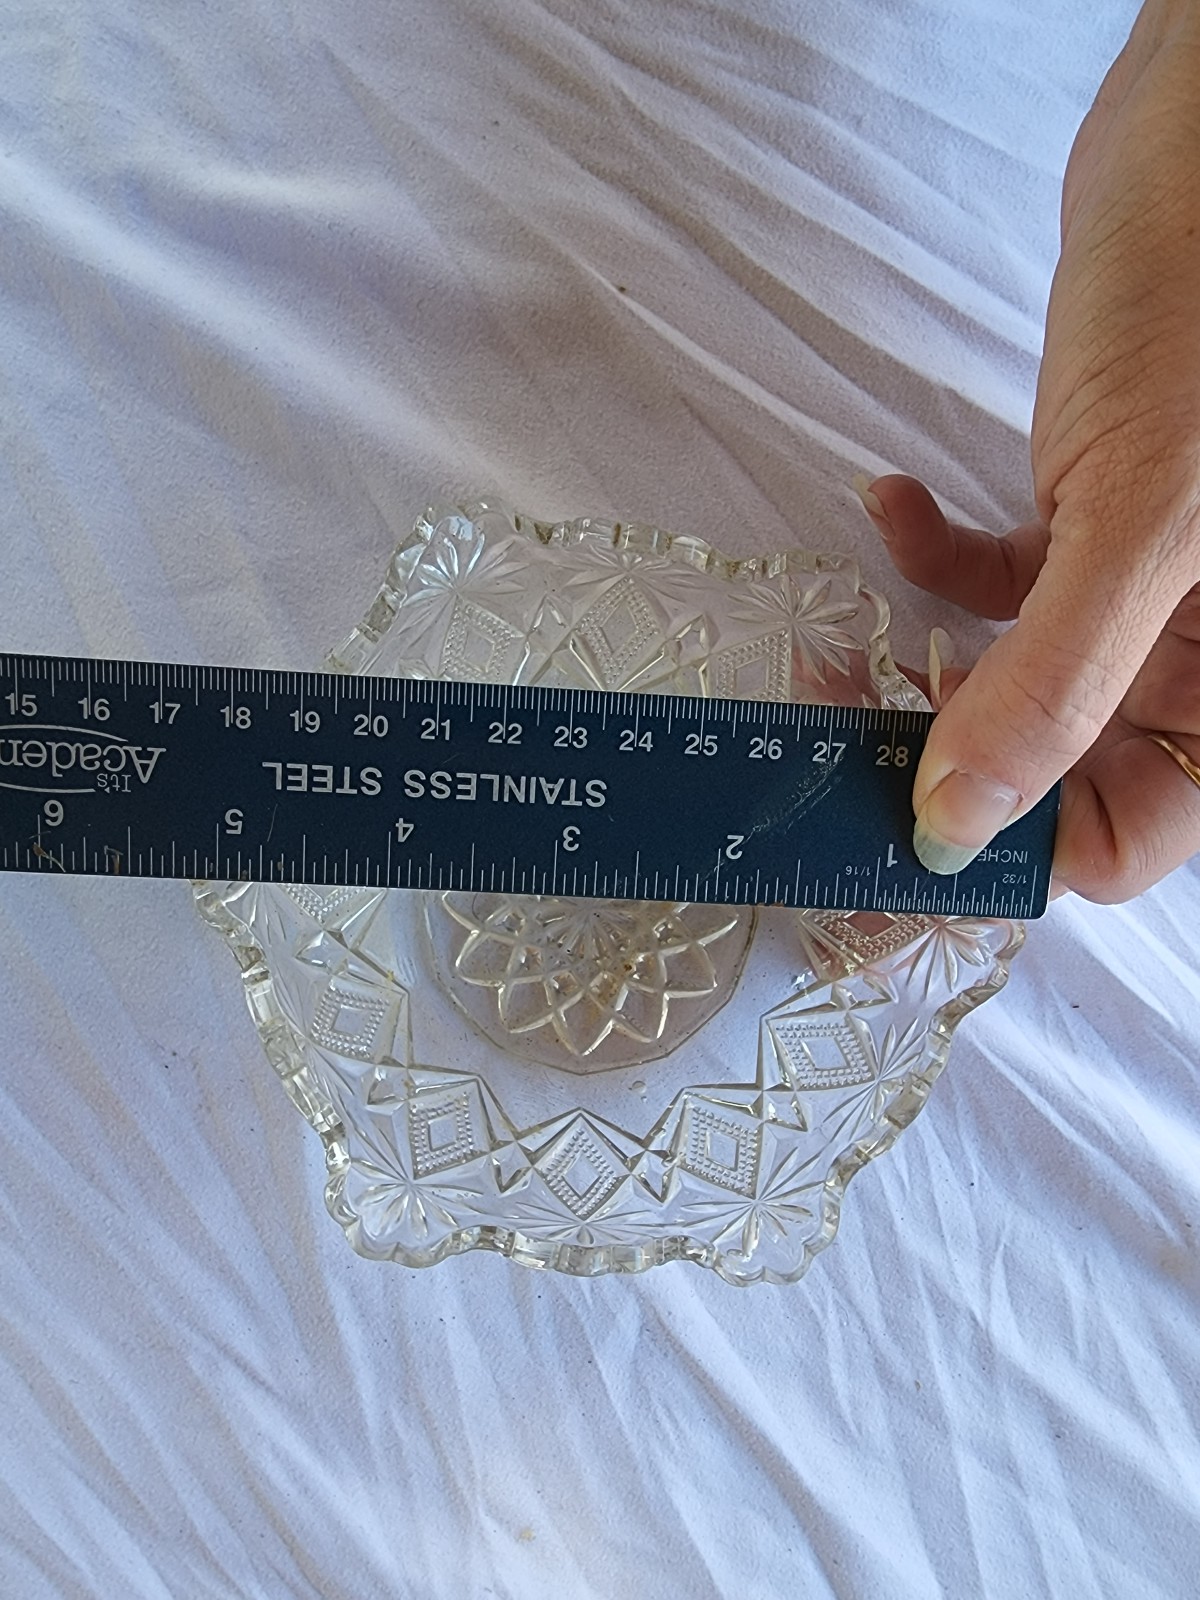 15 16 17 18 19 20 21 22 23 24 25 26 27 28
STAINLESS STEEL
It's
Academ
6 5 4 3 2 1
INCHE
1/16
1/32